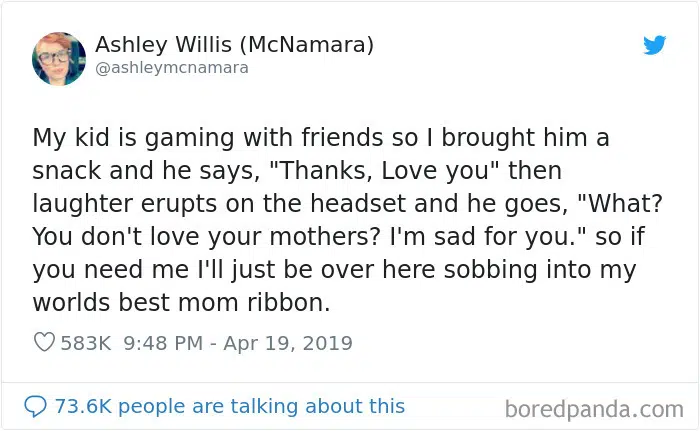 Ashley Willis (McNamara)
@ashleymcnamara
My kid is gaming with friends so I brought him a
snack and he says, "Thanks, Love you" then
laughter erupts on the headset and he goes, "What?
You don't love your mothers? I'm sad for you." so if
you need me I'll just be over here sobbing into my
worlds best mom ribbon.
583K 9:48 PM - Apr 19, 2019
73.6K people are talking about this
boredpanda.com